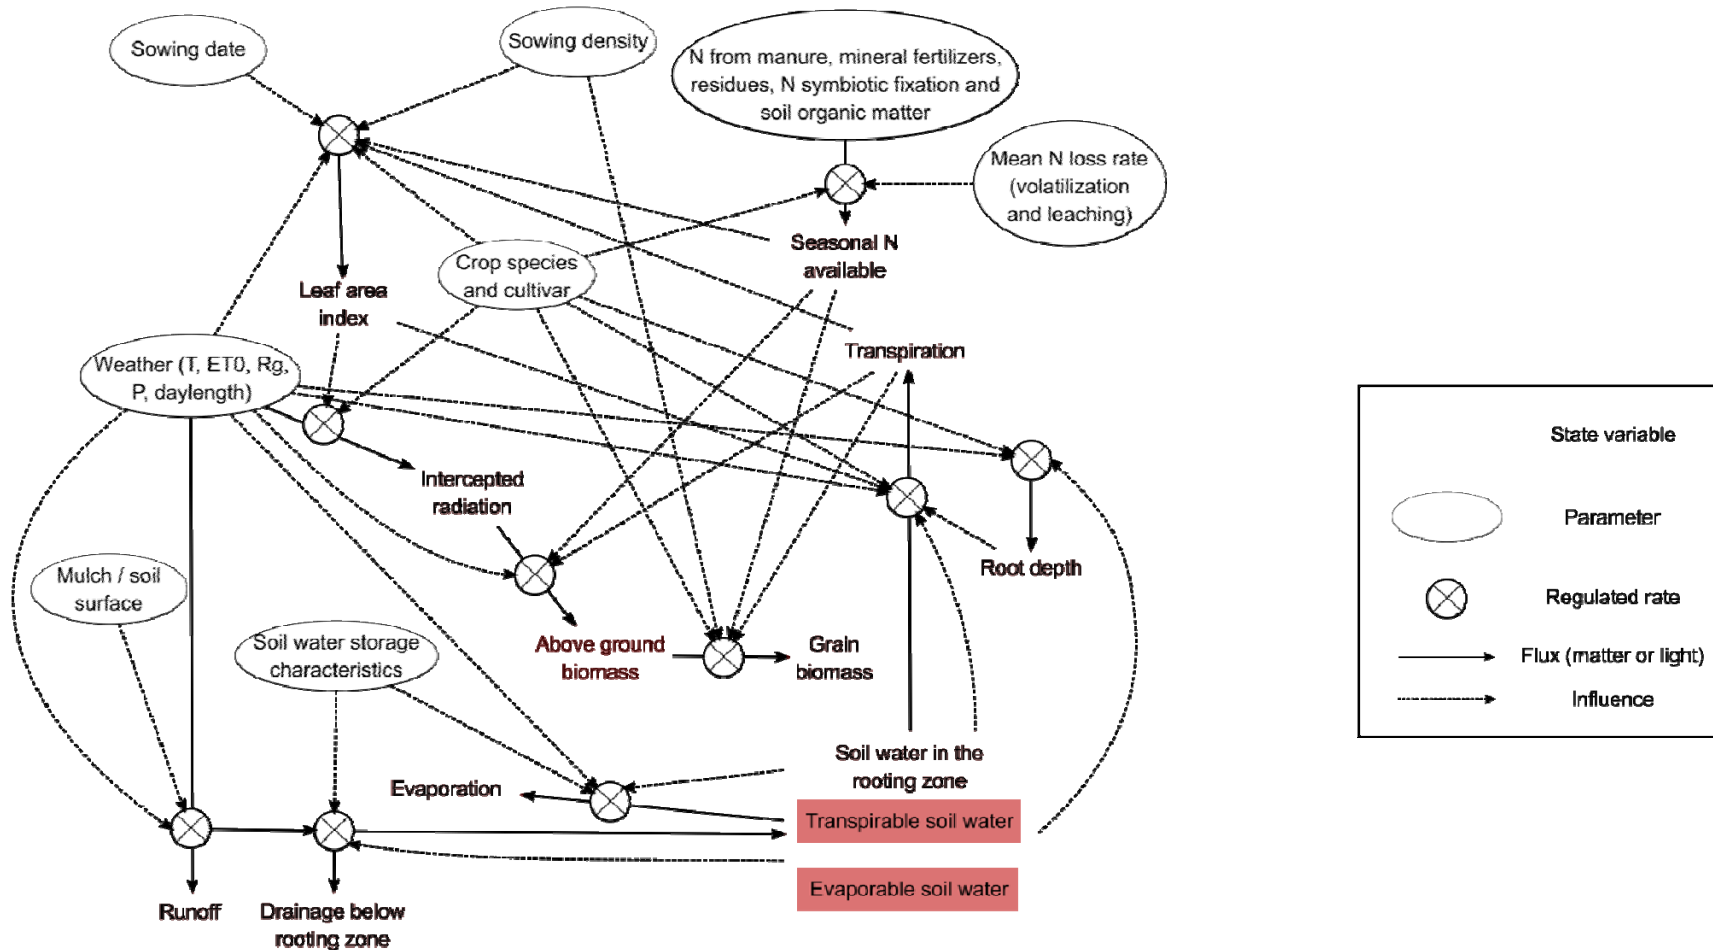 Sowing date
Sowing density
N from manure, mineral fertilizers,
residues, N symbiotic fixation and
soil organic matter
Mean N loss rate
(volatilization
and leaching)
Seasonal N
available
Crop species
and cultivar
Leaf area
index
Weather (T, ET0, Rg,
P, daylength)
Transpiration
Intercepted
radiation
Root depth
Mulch / soil
surface
Soil water storage
characteristics
Above ground
biomass
Grain
biomass
Soil water in the
rooting zone
Evaporation
Transpirable soil water
Evaporable soil water
Runoff
Drainage below
rooting zone
State variable
Parameter
Regulated rate
Flux (matter or light)
Influence